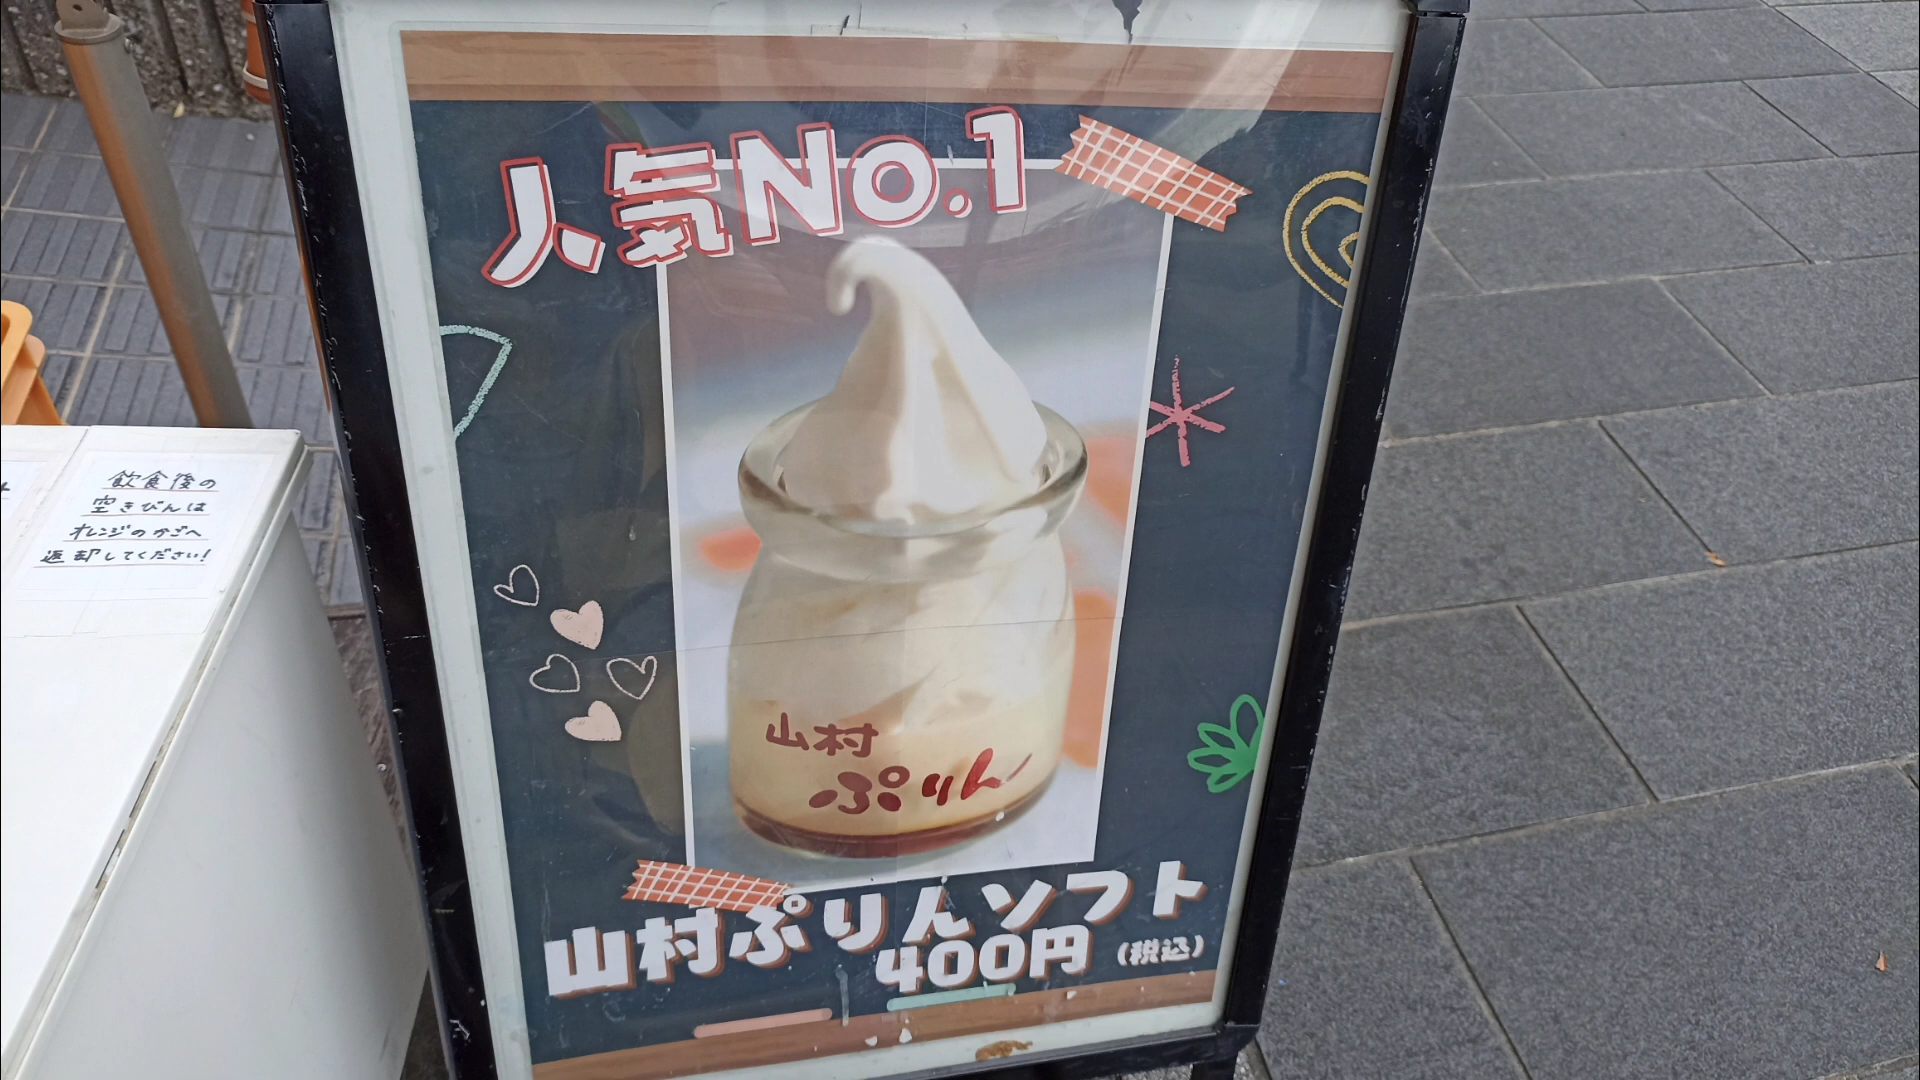 人気No.1
山村
ぷりん
山村ぷりんソフト
400円(税込)
飲食後の
空きびんは
オレンジのかごへ
返却してください!